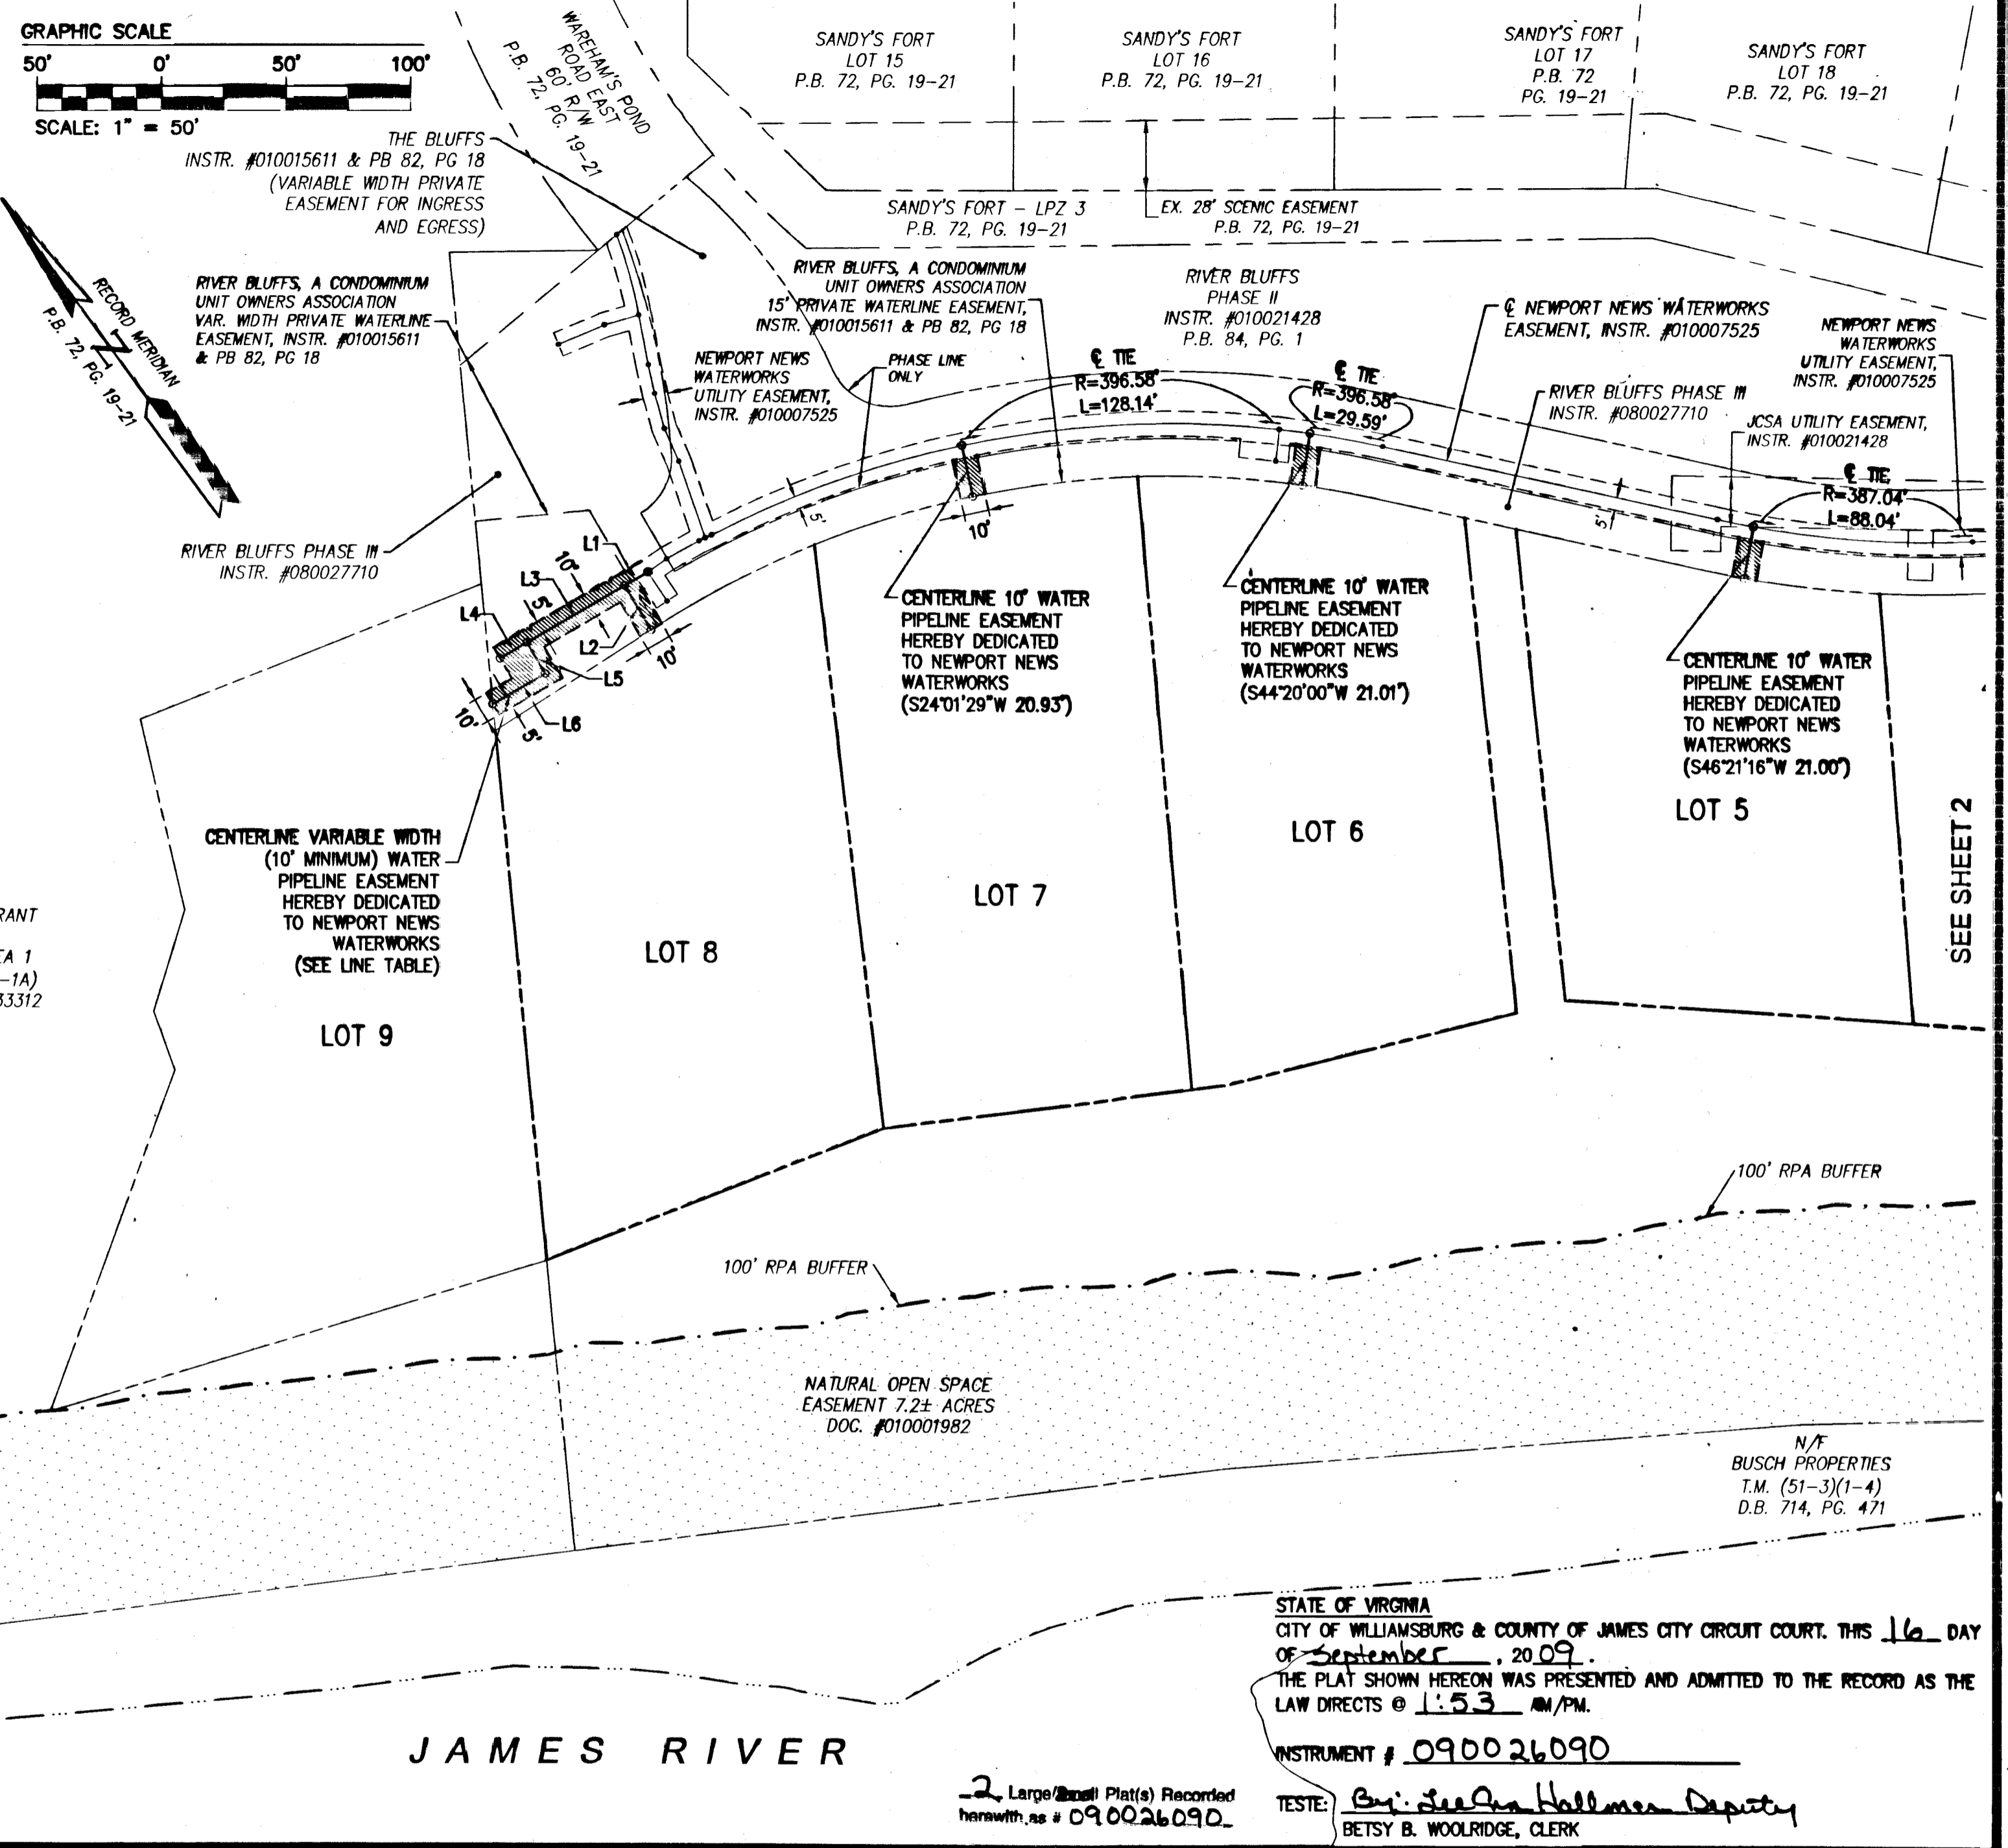 GRAPHIC SCALE
50' 0' 50' 100'
SCALE: 1" = 50'
THE BLUFFS
INSTR. #010015611 & PB 82, PG 18
(VARIABLE WIDTH PRIVATE
EASEMENT FOR INGRESS
AND EGRESS)
WAREHAM'S POND
ROAD EAST
60' R/W
P.B. 72, PG. 19-21
SANDY'S FORT
LOT 15
P.B. 72, PG. 19-21
SANDY'S FORT
LOT 16
P.B. 72, PG. 19-21
SANDY'S FORT
LOT 17
P.B. 72
PG. 19-21
SANDY'S FORT
LOT 18
P.B. 72, PG. 19-21
SANDY'S FORT - LPZ 3
P.B. 72, PG. 19-21
EX. 28' SCENIC EASEMENT
P.B. 72, PG. 19-21
RECORD MERIDIAN
P.B. 72, PG. 19-21
RIVER BLUFFS, A CONDOMINIUM
UNIT OWNERS ASSOCIATION
VAR. WIDTH PRIVATE WATERLINE
EASEMENT, INSTR. #010015611
& PB 82, PG 18
RIVER BLUFFS, A CONDOMINIUM
UNIT OWNERS ASSOCIATION
15' PRIVATE WATERLINE EASEMENT,
INSTR. #010015611 & PB 82, PG 18
RIVER BLUFFS
PHASE II
INSTR. #010021428
P.B. 84, PG. 1
℄ NEWPORT NEWS WATERWORKS
EASEMENT, INSTR. #010007525
NEWPORT NEWS
WATERWORKS
UTILITY EASEMENT,
INSTR. #010007525
NEWPORT NEWS
WATERWORKS
UTILITY EASEMENT,
INSTR. #010007525
PHASE LINE
ONLY
℄ TIE
R=396.58'
L=128.14'
℄ TIE
R=396.58'
L=29.59'
RIVER BLUFFS PHASE III
INSTR. #080027710
JCSA UTILITY EASEMENT,
INSTR. #010021428
℄ TIE
R=387.04'
L=88.04'
RIVER BLUFFS PHASE III
INSTR. #080027710
L1
10'
L3
5'
L4
L2
10'
L5
L6
10'
5'
5'
10'
5'
CENTERLINE 10' WATER
PIPELINE EASEMENT
HEREBY DEDICATED
TO NEWPORT NEWS
WATERWORKS
(S24°01'29"W 20.93')
CENTERLINE 10' WATER
PIPELINE EASEMENT
HEREBY DEDICATED
TO NEWPORT NEWS
WATERWORKS
(S44°20'00"W 21.01')
CENTERLINE 10' WATER
PIPELINE EASEMENT
HEREBY DEDICATED
TO NEWPORT NEWS
WATERWORKS
(S46°21'16"W 21.00')
CENTERLINE VARIABLE WIDTH
(10' MINIMUM) WATER
PIPELINE EASEMENT
HEREBY DEDICATED
TO NEWPORT NEWS
WATERWORKS
(SEE LINE TABLE)
RANT
EA 1
-1A)
33312
LOT 9
LOT 8
LOT 7
LOT 6
LOT 5
SEE SHEET 2
100' RPA BUFFER
100' RPA BUFFER
NATURAL OPEN SPACE
EASEMENT 7.2± ACRES
DOC. #010001982
N/F
BUSCH PROPERTIES
T.M. (51-3)(1-4)
D.B. 714, PG. 471
JAMES RIVER
STATE OF VIRGINIA
CITY OF WILLIAMSBURG & COUNTY OF JAMES CITY CIRCUIT COURT. THIS 16 DAY
OF September, 2009.
THE PLAT SHOWN HEREON WAS PRESENTED AND ADMITTED TO THE RECORD AS THE
LAW DIRECTS @ 1:53 AM/PM.
INSTRUMENT # 090026090
TESTE: By: LeeAnn Hallman Deputy
BETSY B. WOOLRIDGE, CLERK
2 Large/Small Plat(s) Recorded
herewith as # 090026090